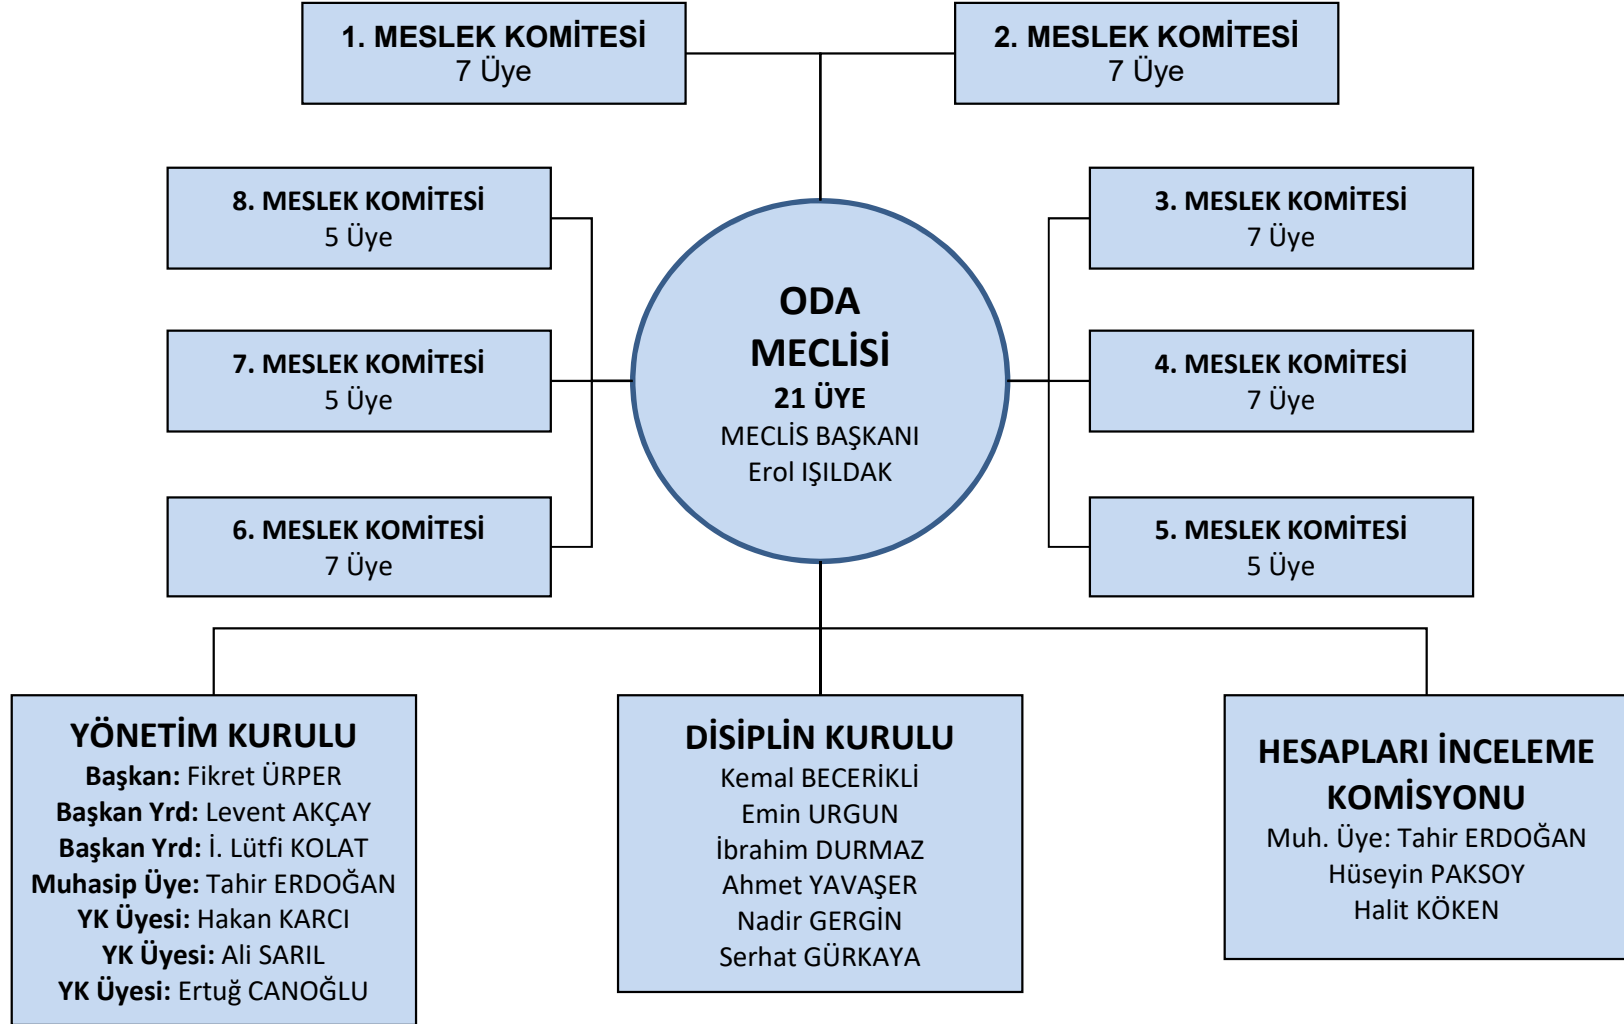 1. MESLEK KOMİTESİ
7 Üye
2. MESLEK KOMİTESİ
7 Üye
8. MESLEK KOMİTESİ
5 Üye
3. MESLEK KOMİTESİ
7 Üye
7. MESLEK KOMİTESİ
5 Üye
4. MESLEK KOMİTESİ
7 Üye
6. MESLEK KOMİTESİ
7 Üye
5. MESLEK KOMİTESİ
5 Üye
ODA
MECLİSİ
21 ÜYE
MECLİS BAŞKANI
Erol IŞILDAK
YÖNETİM KURULU
Başkan: Fikret ÜRPER
Başkan Yrd: Levent AKÇAY
Başkan Yrd: İ. Lütfi KOLAT
Muhasip Üye: Tahir ERDOĞAN
YK Üyesi: Hakan KARCI
YK Üyesi: Ali SARIL
YK Üyesi: Ertuğ CANOĞLU
DİSİPLİN KURULU
Kemal BECERİKLİ
Emin URGUN
İbrahim DURMAZ
Ahmet YAVAŞER
Nadir GERGİN
Serhat GÜRKAYA
HESAPLARI İNCELEME
KOMİSYONU
Muh. Üye: Tahir ERDOĞAN
Hüseyin PAKSOY
Halit KÖKEN